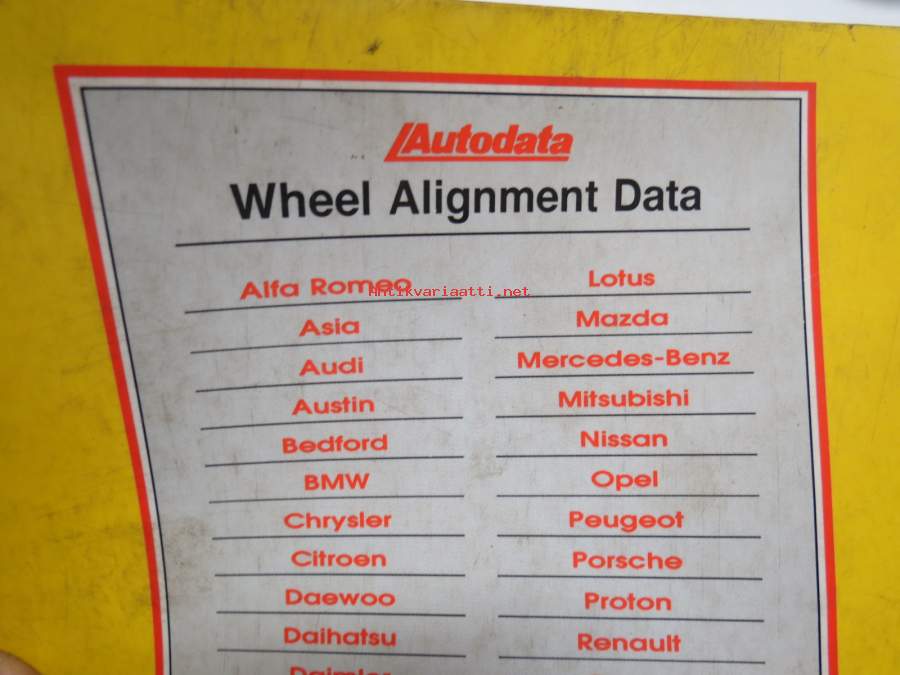 Autodata
Wheel Alignment Data
Alfa Romeo
Antikvariaatti.net
Asia
Audi
Austin
Bedford
BMW
Chrysler
Citroen
Daewoo
Daihatsu
Daimler
Lotus
Mazda
Mercedes-Benz
Mitsubishi
Nissan
Opel
Peugeot
Porsche
Proton
Renault